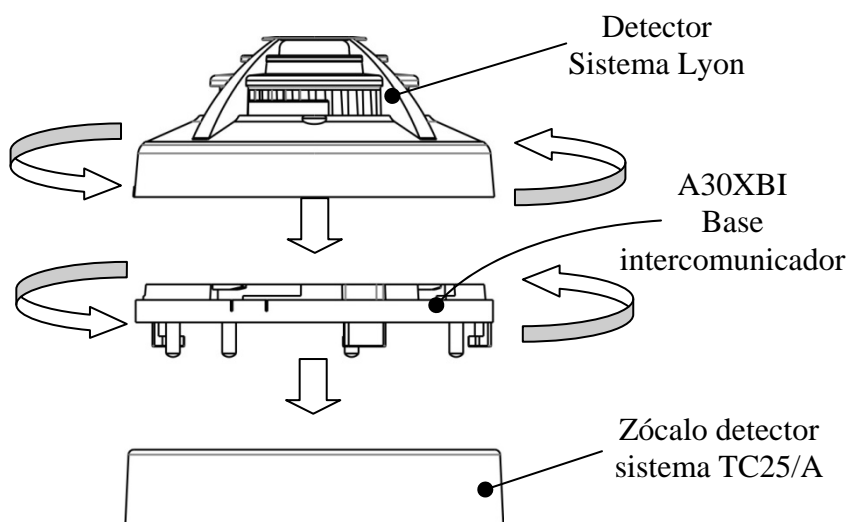 Detector
Sistema Lyon
A30XBI
Base
intercomunicador
Zócalo detector
sistema TC25/A